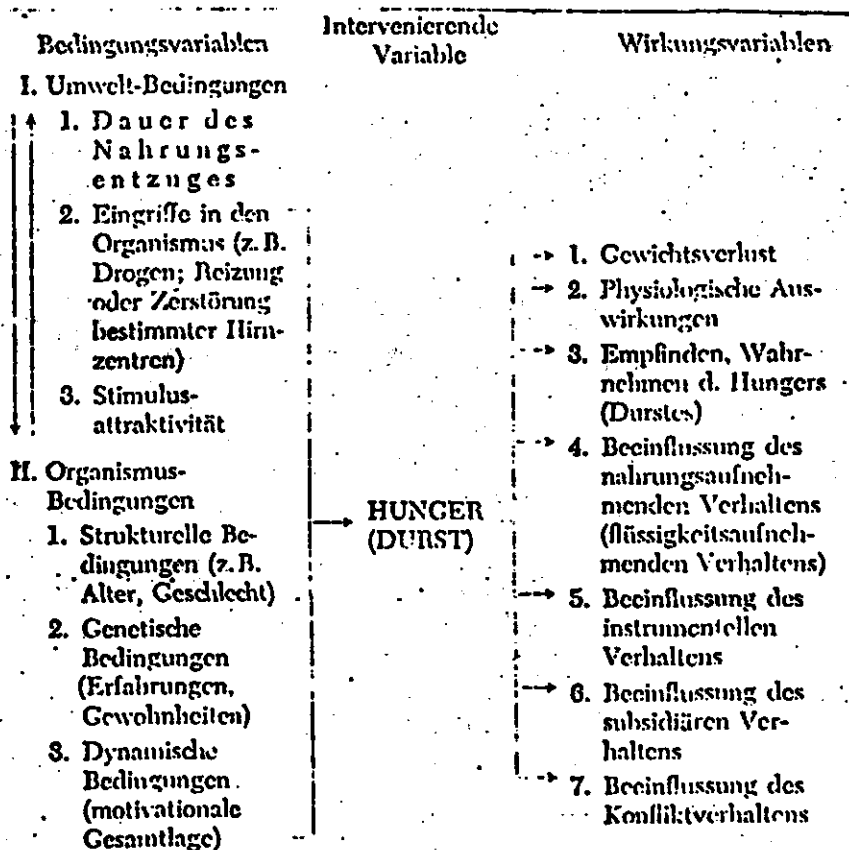 Bedingungsvariablen
Intervenierende
Variable
Wirkungsvariablen
I. Umwelt-Bedingungen
1. Dauer des
Nahrungs-
entzuges
2. Eingriffe in den
Organismus (z. B.
Drogen; Reizung
oder Zerstörung
bestimmter Hirn-
zentren)
3. Stimulus-
attraktivität
II. Organismus-
Bedingungen
1. Strukturelle Be-
dingungen (z. B.
Alter, Geschlecht)
2. Genetische
Bedingungen
(Erfahrungen,
Gewohnheiten)
3. Dynamische
Bedingungen
(motivationale
Gesamtlage)
HUNGER
(DURST)
1. Gewichtsverlust
2. Physiologische Aus-
wirkungen
3. Empfinden, Wahr-
nehmen d. Hungers
(Durstes)
4. Beeinflussung des
nahrungsaufneh-
menden Verhaltens
(flüssigkeitsaufneh-
menden Verhaltens)
5. Beeinflussung des
instrumentellen
Verhaltens
6. Beeinflussung des
subsidiären Ver-
haltens
7. Beeinflussung des
Konfliktverhaltens